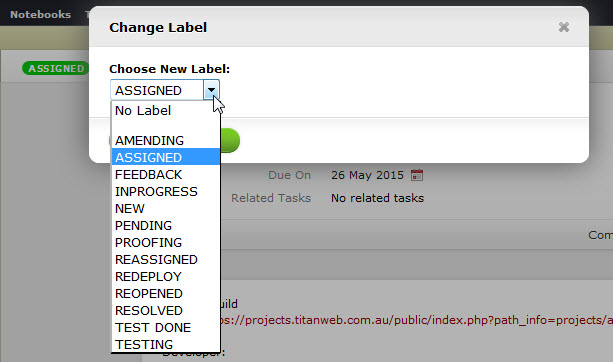 Notebooks
Change Label
ASSIGNED
Choose New Label:
ASSIGNED
No Label
AMENDING
ASSIGNED
FEEDBACK
INPROGRESS
NEW
PENDING
PROOFING
REASSIGNED
REDEPLOY
REOPENED
RESOLVED
TEST DONE
TESTING
Due On 26 May 2015
Related Tasks No related tasks
Com
uild
ps://projects.titanweb.com.au/public/index.php?path_info=projects/a
Developer: